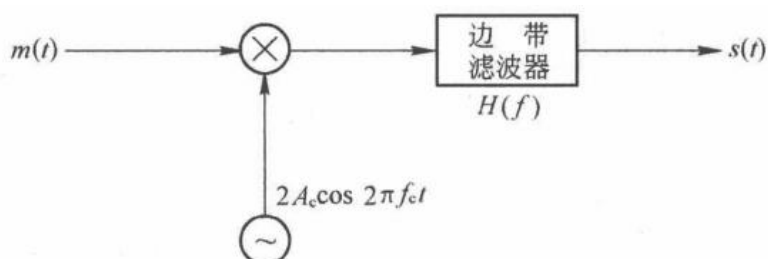 m(t)
边 带
滤波器
s(t)
H(f)
2A_c cos 2πf_c t
~